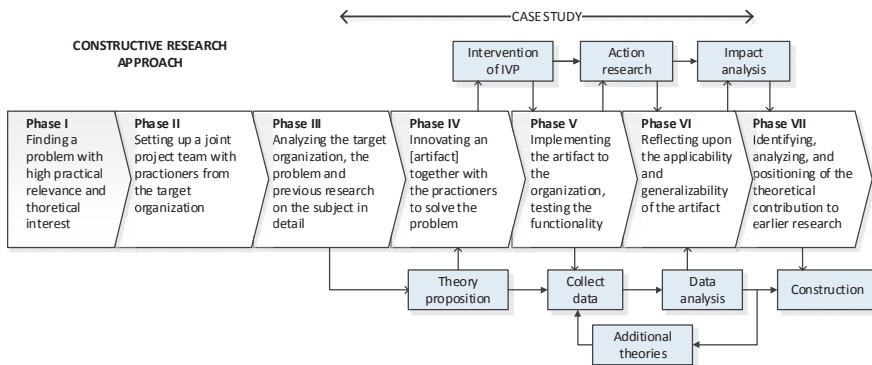 CASE STUDY
CONSTRUCTIVE RESEARCH
APPROACH
Intervention
of IVP
Action
research
Impact
analysis
Phase I
Finding a
problem with
high practical
relevance and
thoretical
interest
Phase II
Setting up a joint
project team with
practioners from
the target
organization
Phase III
Analyzing the target
organization, the
problem and
previous research
on the subject in
detail
Phase IV
Innovating an
[artifact]
together with
the practioners
to solve the
problem
Phase V
Implementing
the artifact to
the
organization,
testing the
functionality
Phase VI
Reflecting upon
the applicability
and
generalizability
of the artifact
Phase VII
Identifying,
analyzing, and
positioning of the
theoretical
contribution to
earlier research
Theory
proposition
Collect
data
Data
analysis
Construction
Additional
theories